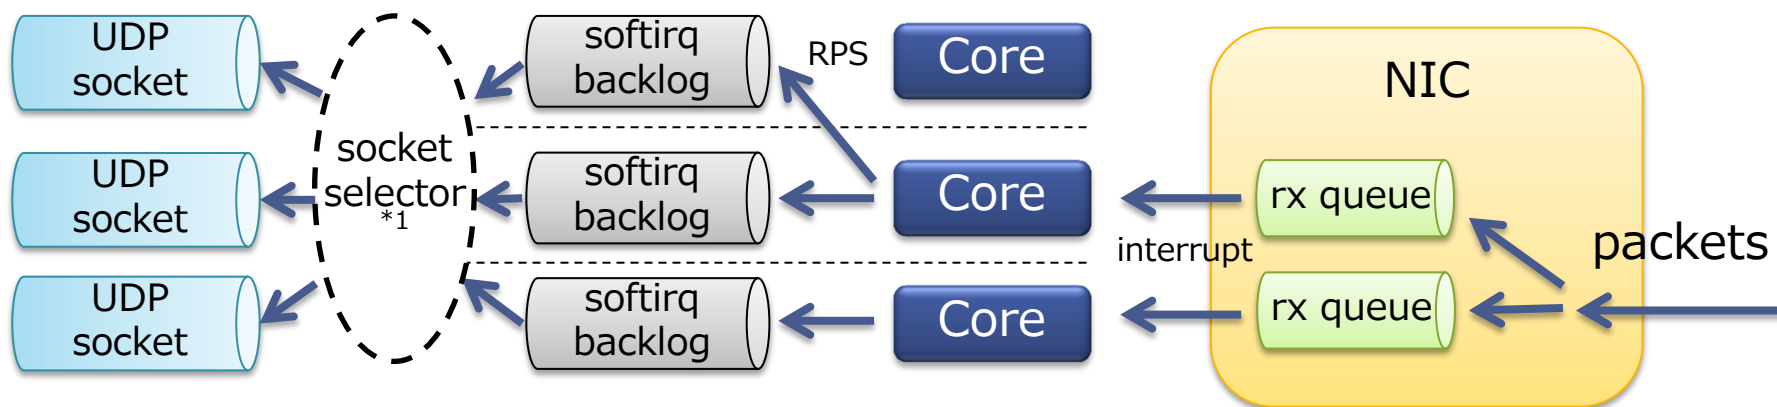 UDP
socket
softirq
backlog
RPS
Core
NIC
UDP
socket
socket
selector
*1
softirq
backlog
Core
rx queue
interrupt
packets
UDP
socket
softirq
backlog
Core
rx queue